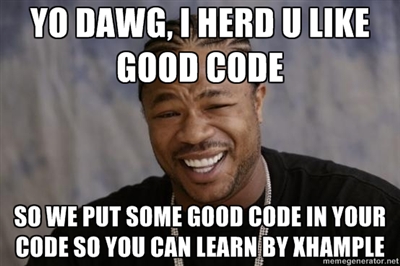 YO DAWG, I HERD U LIKE
GOOD CODE
SO WE PUT SOME GOOD CODE IN YOUR
CODE SO YOU CAN LEARN BY XHAMPLE
memegenerator.net